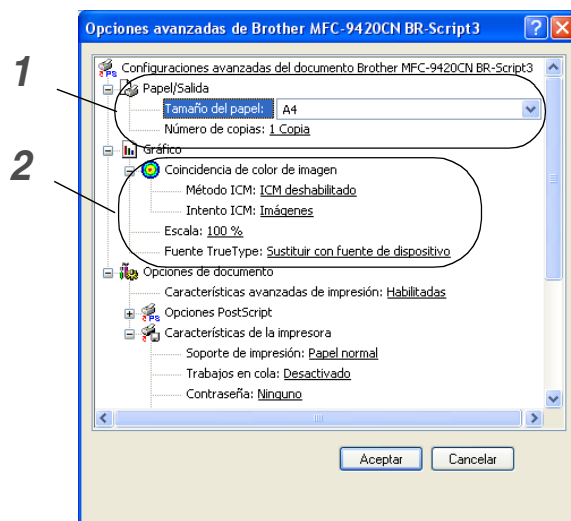 Opciones avanzadas de Brother MFC-9420CN BR-Script3
1
Configuraciones avanzadas del documento Brother MFC-9420CN BR-Script3
Papel/Salida
Tamaño del papel: A4
Número de copias: 1 Copia
2
Gráfico
Coincidencia de color de imagen
Método ICM: ICM deshabilitado
Intento ICM: Imágenes
Escala: 100 %
Fuente TrueType: Sustituir con fuente de dispositivo
Opciones de documento
Características avanzadas de impresión: Habilitadas
Opciones PostScript
Características de la impresora
Soporte de impresión: Papel normal
Trabajos en cola: Desactivado
Contraseña: Ninguno
Aceptar
Cancelar